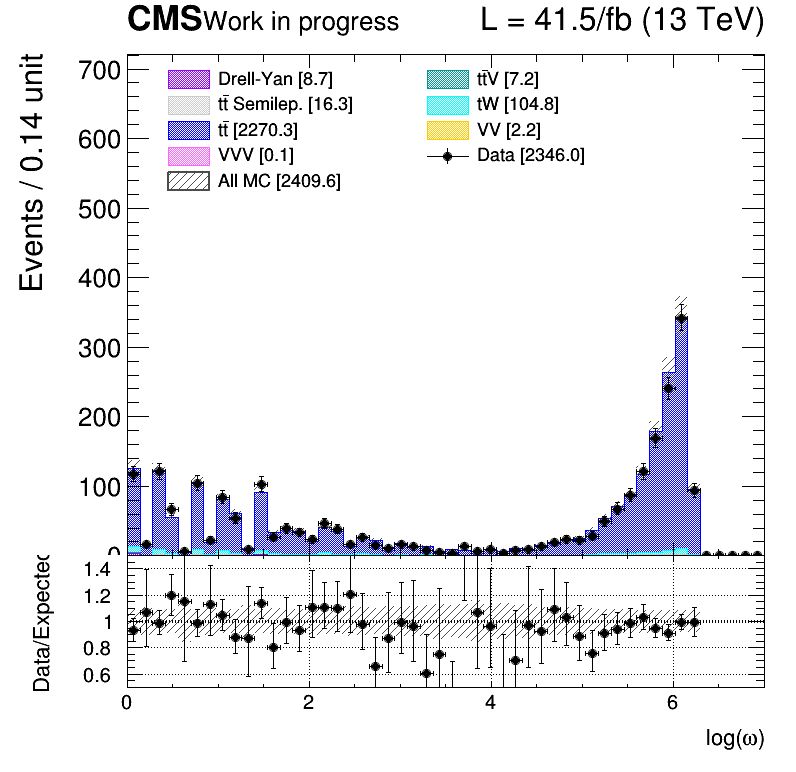 CMS Work in progress L = 41.5/fb (13 TeV)
Events / 0.14 unit
700
600
500
400
300
200
100
0
Drell-Yan [8.7]
tt̄ Semilep. [16.3]
tt̄ [2270.3]
VVV [0.1]
All MC [2409.6]
tt̄V [7.2]
tW [104.8]
VV [2.2]
Data [2346.0]
Data/Expected
1.4
1.2
1
0.8
0.6
0 2 4 6
log(ω)